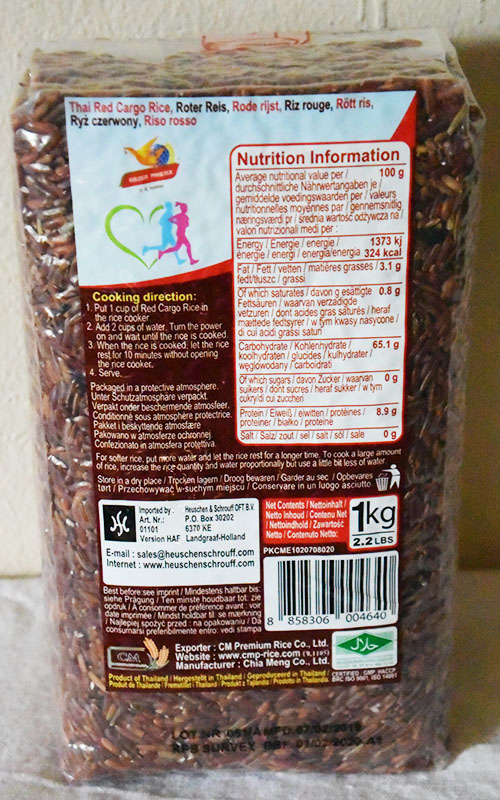 Thai Red Cargo Rice, Roter Reis, Rode rijst, Riz rouge, Rött ris,
Ryż czerwony, Riso rosso
GOLDEN PHOENIX
Nutrition Information
Average nutritional value per / 100 g
durchschnittliche Nährwertangaben je /
gemiddelde voedingswaarden per / valeurs
nutritionnelles moyennes par / gennemsnitlig
næringsværdi pr / średnia wartość odżywcza na /
valori nutrizionali medi per :
Energy / Energie / energie / 1373 kj
énergie / energi / energia/energia 324 kcal
Fat / Fett / vetten / matières grasses / 3.1 g
fedt/tłuszc / grassi
Of which saturates / davon gesättigte 0.8 g
Fettsäuren / waarvan verzadigde
vetzuren / dont acides gras saturés / heraf
mættede fedtsyrer / w tym kwasy nasycone /
di cui acidi grassi saturi
Carbohydrate / Kohlenhydrate / 65.1 g
koolhydraten / glucides / kulhydrater /
węglowodany / carboidrati
Of which sugars / davon Zucker / waarvan 0 g
suikers / dont sucres / heraf sukker / w tym
cukry/di cui zuccheri
Protein / Eiweiß / eiwitten / protéines / 8.9 g
proteiner / białko / proteine
Salt / Salz/ zout / sel / salt / sól / sale 0 g
Cooking direction:
1. Put 1 cup of Red Cargo Rice in
the rice cooker
2. Add 2 cups of water. Turn the power
on and wait until the rice is cooked.
3. When the rice is cooked, let the rice
rest for 10 minutes without opening
the rice cooker.
4. Serve.
Packaged in a protective atmosphere.
Unter Schutzatmosphäre verpackt.
Verpakt onder beschermende atmosfeer.
Conditionné sous atmosphère protectrice.
Pakket i beskyttende atmosfære
Pakowano w atmosferze ochronnej
Confezionato in atmosfera protettiva.
For softer rice, put more water and let the rice rest for a longer time. To cook a large amount
of rice, increase the rice quantity and water proportionally but use a little bit less of water.
Store in a dry place / Trocken lagern / Droog bewaren / Garder au sec / Opbevares
tørt / Przechowywać w suchym miejscu / Conservare in un luogo asciutto
Imported by : Heuschen & Schrouff OFT B.V.
Art. Nr.: P.O. Box 30202
01101 6370 KE
Version HAF Landgraaf-Holland
E-mail : sales@heuschenschrouff.com
Internet : www.heuschenschrouff.com
Net Contents / Nettoinhalt /
Netto Inhoud / Contenu Net
/ Nettoindhold / Zawartość
Netto / Contenuto Netto:
1kg
2.2 LBS
PKCME1020708020
Best before:see imprint / Mindestens haltbar bis:
siehe Prägung / Ten minste houdbaar tot: zie
opdruk / A consommer de préférence avant : voir
date imprimée / Mindst holdbar til: se mærkning
/ Najlepiej spożyć przed : na opakowaniu / Da
consumarsi preferibilmente entro: vedi stampa
8 858306 004640
CM
Exporter : CM Premium Rice Co., Ltd.
Website : www.cmp-rice.com (9.1105)
Manufacturer : Chia Meng Co., Ltd.
حلال
Product of Thailand / Hergestellt in Thailand / Geproduceerd in Thailand /
Produit de Thaïlande / Fremstillet i Thailand / Produkt z Tajlandia / Prodotto in Thailandia
CERTIFIED GMP HACCP
BRC ISO 9001, ISO 14001